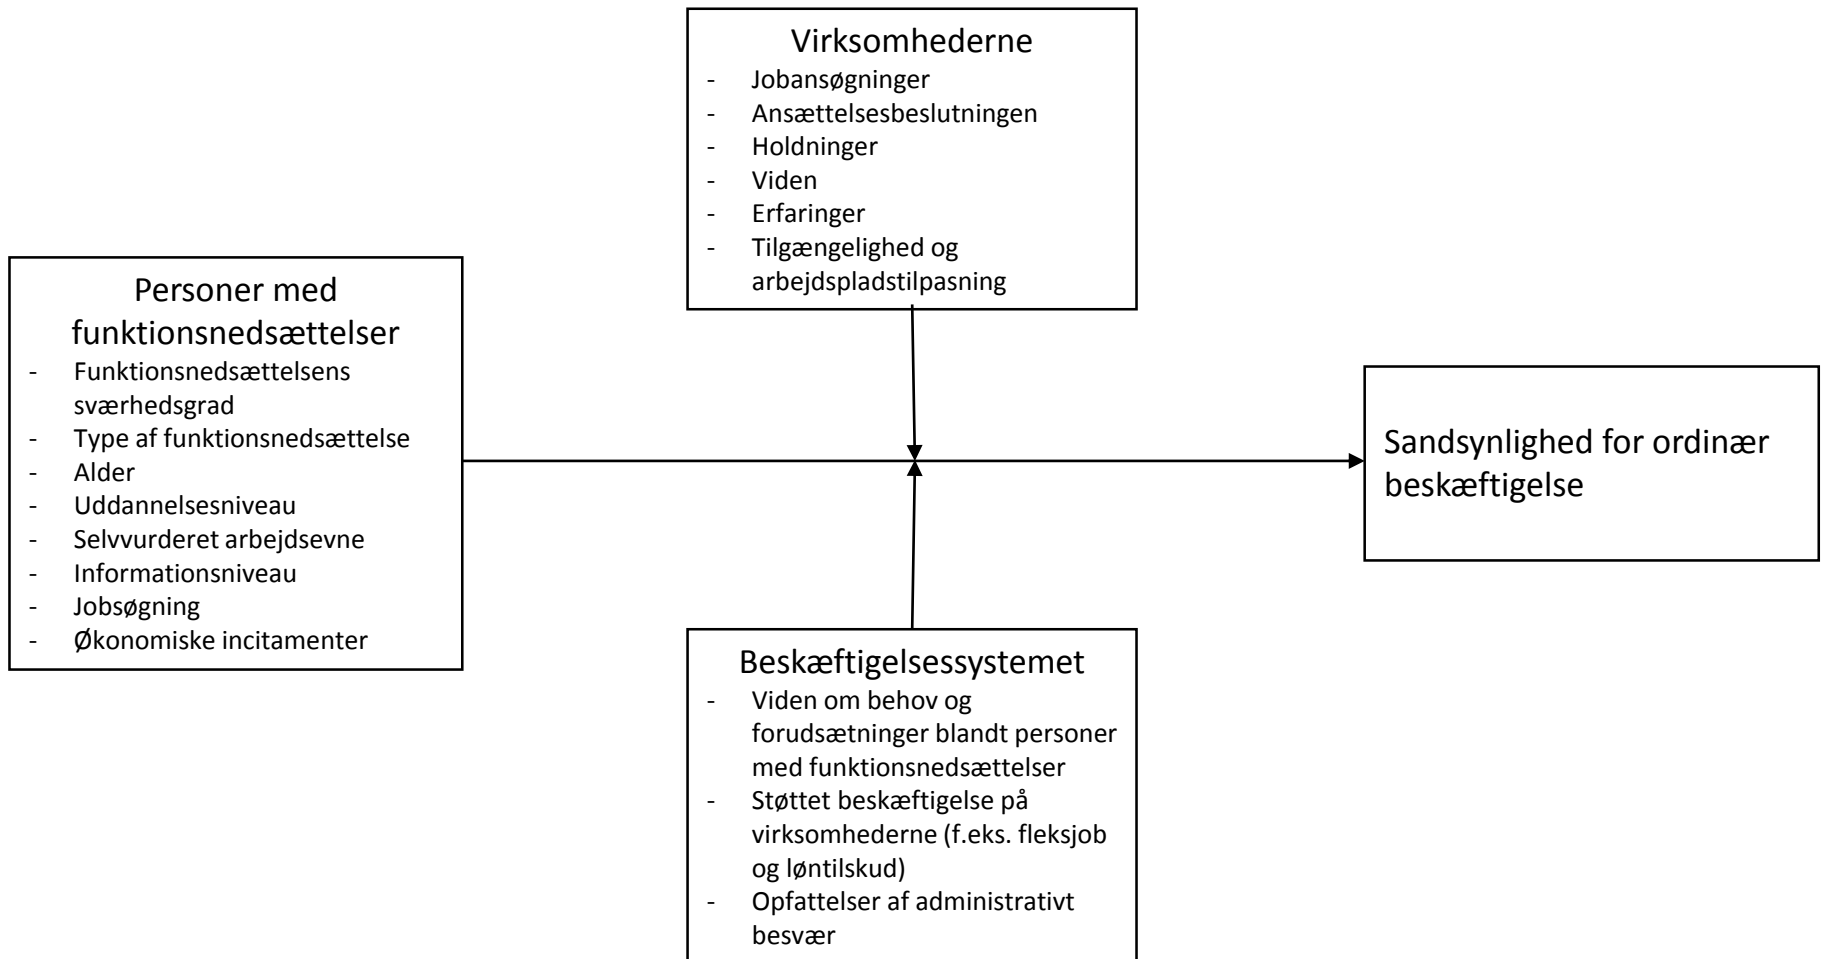 Virksomhederne
- Jobansøgninger
- Ansættelsesbeslutningen
- Holdninger
- Viden
- Erfaringer
- Tilgængelighed og
arbejdspladstilpasning
Personer med
funktionsnedsættelser
- Funktionsnedsættelsens
sværhedsgrad
- Type af funktionsnedsættelse
- Alder
- Uddannelsesniveau
- Selvvurderet arbejdsevne
- Informationsniveau
- Jobsøgning
- Økonomiske incitamenter
Sandsynlighed for ordinær
beskæftigelse
Beskæftigelsessystemet
- Viden om behov og
forudsætninger blandt personer
med funktionsnedsættelser
- Støttet beskæftigelse på
virksomhederne (f.eks. fleksjob
og løntilskud)
- Opfattelser af administrativt
besvær